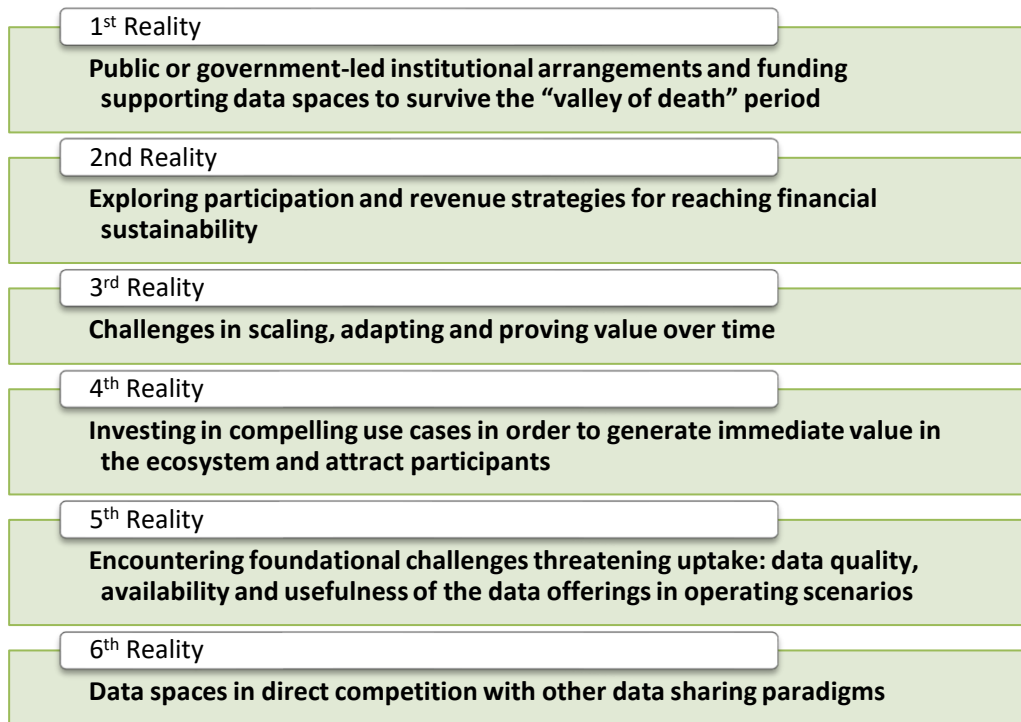 1st Reality
Public or government-led institutional arrangements and funding
supporting data spaces to survive the “valley of death” period
2nd Reality
Exploring participation and revenue strategies for reaching financial
sustainability
3rd Reality
Challenges in scaling, adapting and proving value over time
4th Reality
Investing in compelling use cases in order to generate immediate value in
the ecosystem and attract participants
5th Reality
Encountering foundational challenges threatening uptake: data quality,
availability and usefulness of the data offerings in operating scenarios
6th Reality
Data spaces in direct competition with other data sharing paradigms